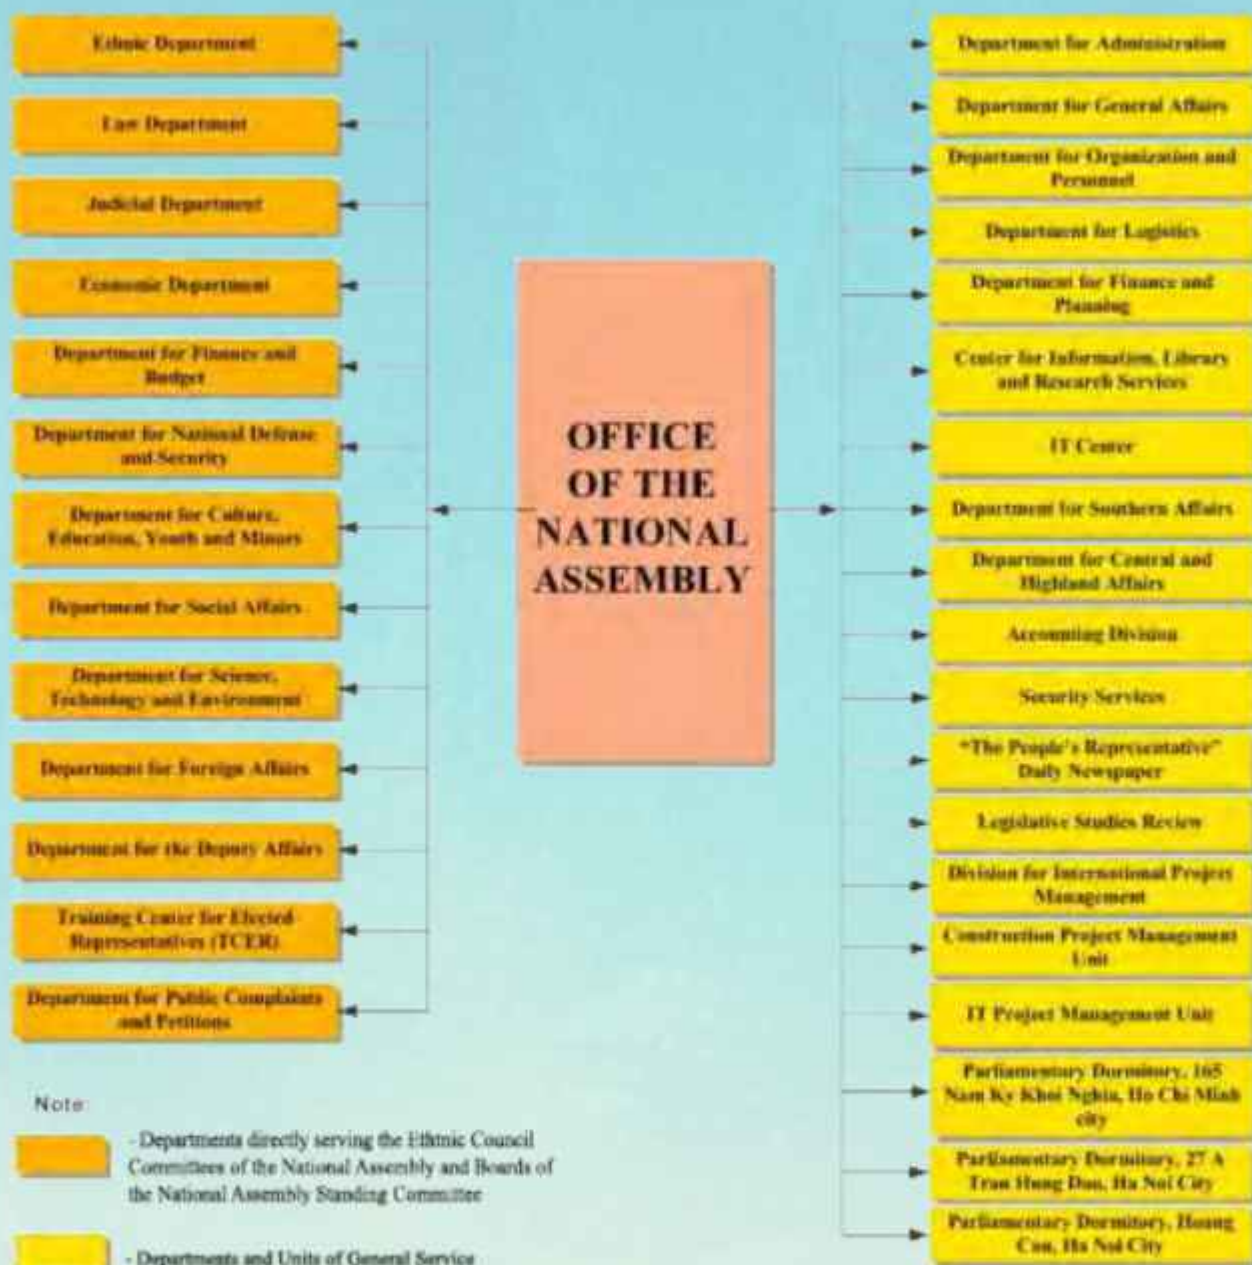 Ethnic Department
Law Department
Judicial Department
Economic Department
Department for Finance and
Budget
Department for National Defense
and Security
Department for Culture,
Education, Youth and Minors
Department for Social Affairs
Department for Science,
Technology and Environment
Department for Foreign Affairs
Department for the Deputy Affairs
Training Center for Elected
Representatives (TCER)
Department for Public Complaints
and Petitions
OFFICE
OF THE
NATIONAL
ASSEMBLY
Department for Administration
Department for General Affairs
Department for Organization and
Personnel
Department for Logistics
Department for Finance and
Planning
Center for Information, Library
and Research Services
IT Center
Department for Southern Affairs
Department for Central and
Highland Affairs
Accounting Division
Security Services
"The People's Representative"
Daily Newspaper
Legislative Studies Review
Division for International Project
Management
Construction Project Management
Unit
IT Project Management Unit
Parliamentary Dormitory, 165
Nam Ky Khoi Nghia, Ho Chi Minh
city
Parliamentary Dormitory, 27 A
Tran Hung Dao, Ha Noi City
Parliamentary Dormitory, Hoang
Cau, Ha Noi City
Note:
- Departments directly serving the Ethtnic Council
Committees of the National Assembly and Boards of
the National Assembly Standing Committee
- Departments and Units of General Service